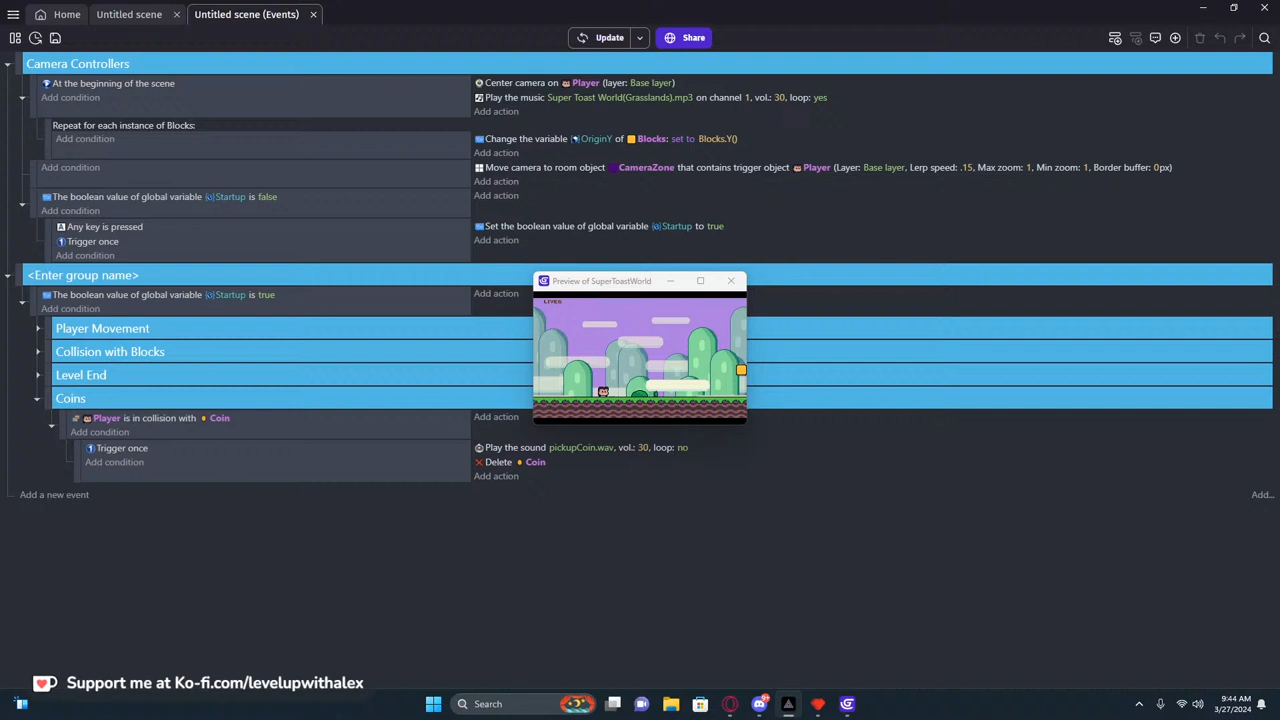 Home
Untitled scene
Untitled scene (Events)
Update
Share
Camera Controllers
At the beginning of the scene
Add condition
Center camera on Player (layer: Base layer)
Play the music Super Toast World(Grasslands).mp3 on channel 1, vol.: 30, loop: yes
Add action
Repeat for each instance of Blocks:
Add condition
Change the variable OriginY of Blocks: set to Blocks.Y()
Add action
Add condition
Move camera to room object CameraZone that contains trigger object Player (Layer: Base layer, Lerp speed: .15, Max zoom: 1, Min zoom: 1, Border buffer: 0px)
Add action
The boolean value of global variable Startup is false
Add condition
Add action
Any key is pressed
Trigger once
Add condition
Set the boolean value of global variable Startup to true
Add action
<Enter group name>
The boolean value of global variable Startup is true
Add condition
Add action
Preview of SuperToastWorld
LIVES
Player Movement
Collision with Blocks
Level End
Coins
Player is in collision with Coin
Add condition
Add action
Trigger once
Add condition
Play the sound pickupCoin.wav, vol.: 30, loop: no
Delete Coin
Add action
Add a new event
Add...
Support me at Ko-fi.com/levelupwithalex
Search
9+
9:44 AM
3/27/2024